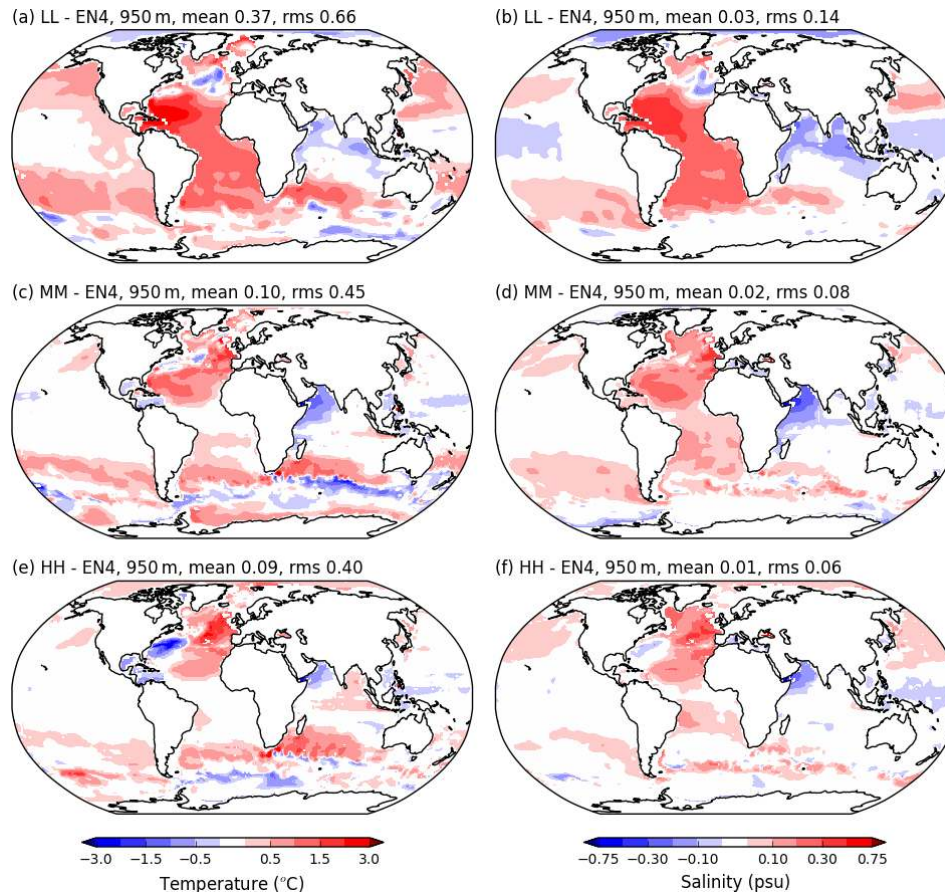 (a) LL - EN4, 950 m, mean 0.37, rms 0.66
(b) LL - EN4, 950 m, mean 0.03, rms 0.14
(c) MM - EN4, 950 m, mean 0.10, rms 0.45
(d) MM - EN4, 950 m, mean 0.02, rms 0.08
(e) HH - EN4, 950 m, mean 0.09, rms 0.40
(f) HH - EN4, 950 m, mean 0.01, rms 0.06
−3.0 −1.5 −0.5 0.5 1.5 3.0
Temperature (°C)
−0.75 −0.30 −0.10 0.10 0.30 0.75
Salinity (psu)